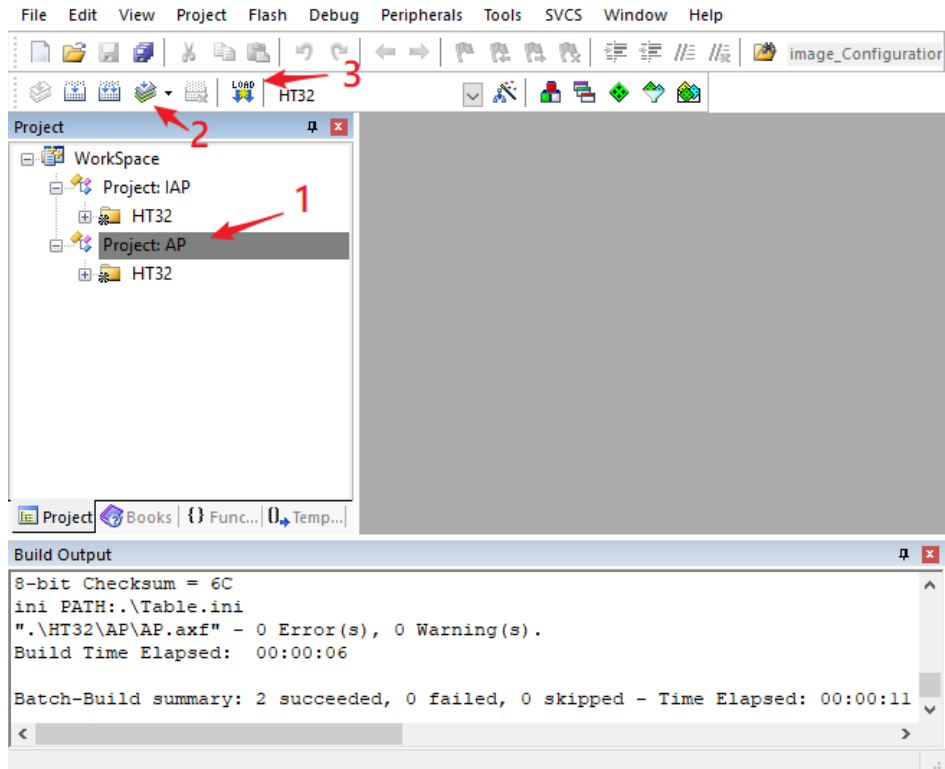 File Edit View Project Flash Debug Peripherals Tools SVCS Window Help
image_Configuration
3
LOAD HT32
2
Project
WorkSpace
Project: IAP
1
HT32
Project: AP
HT32
Project Books {} Func... 0 Temp...
Build Output
8-bit Checksum = 6C
ini PATH:.\Table.ini
".\HT32\AP\AP.axf" - 0 Error(s), 0 Warning(s).
Build Time Elapsed: 00:00:06
Batch-Build summary: 2 succeeded, 0 failed, 0 skipped - Time Elapsed: 00:00:11